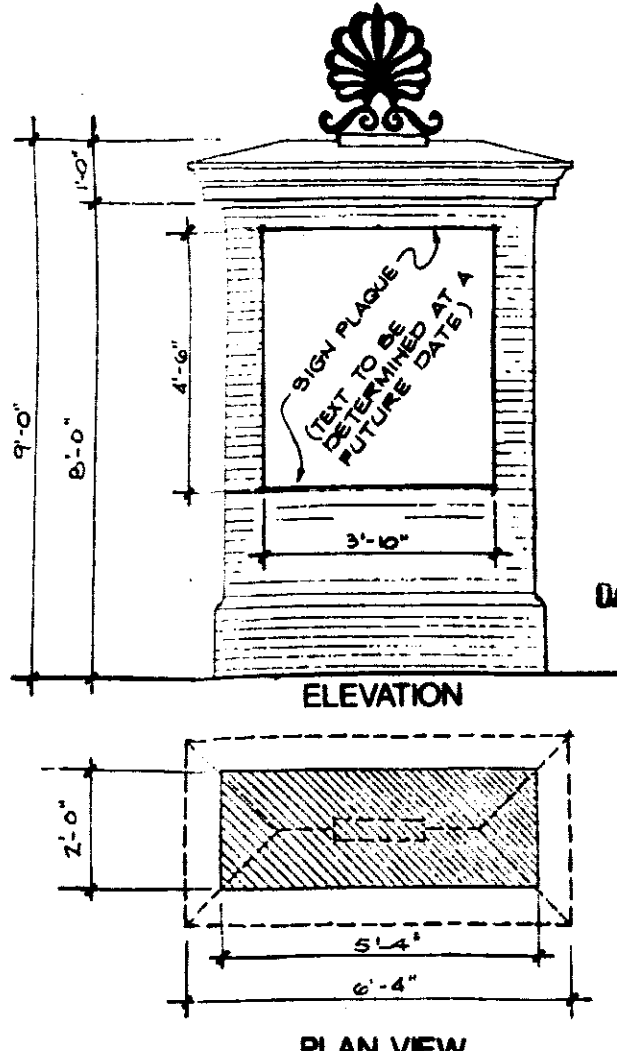 1'-0"
9'-0"
8'-0"
4'-6"
SIGN PLAQUE
(TEXT TO BE
DETERMINED AT A
FUTURE DATE)
3'-10"
ELEVATION
2'-0"
5'-4"
6'-4"
PLAN VIEW